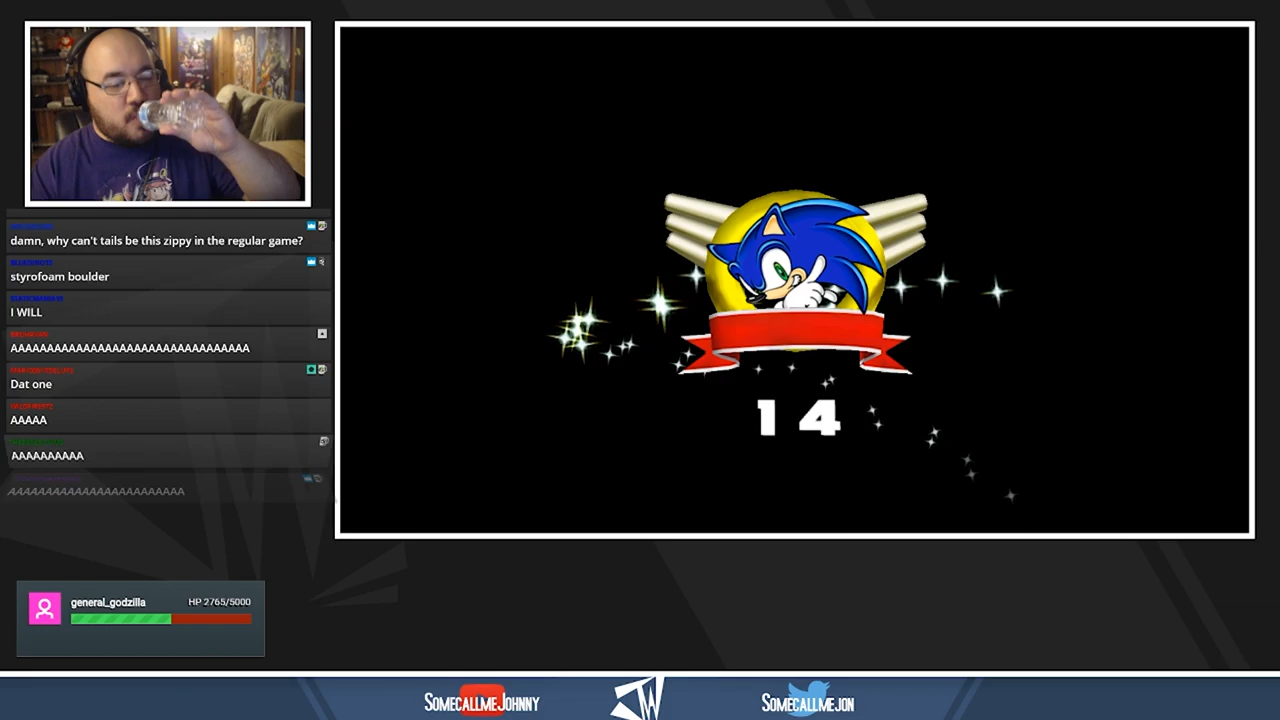 damn, why can't tails be this zippy in the regular game?
styrofoam boulder
I WILL
AAAAAAAAAAAAAAAAAAAAAAAAAAAAAAAAA
Dat one
AAAAA
AAAAAAAAAA
AAAAAAAAAAAAAAAAAAAAAAAA
14
general_godzilla HP 2765/5000
SOMECALLMEJOHNNY
SOMECALLMEJON